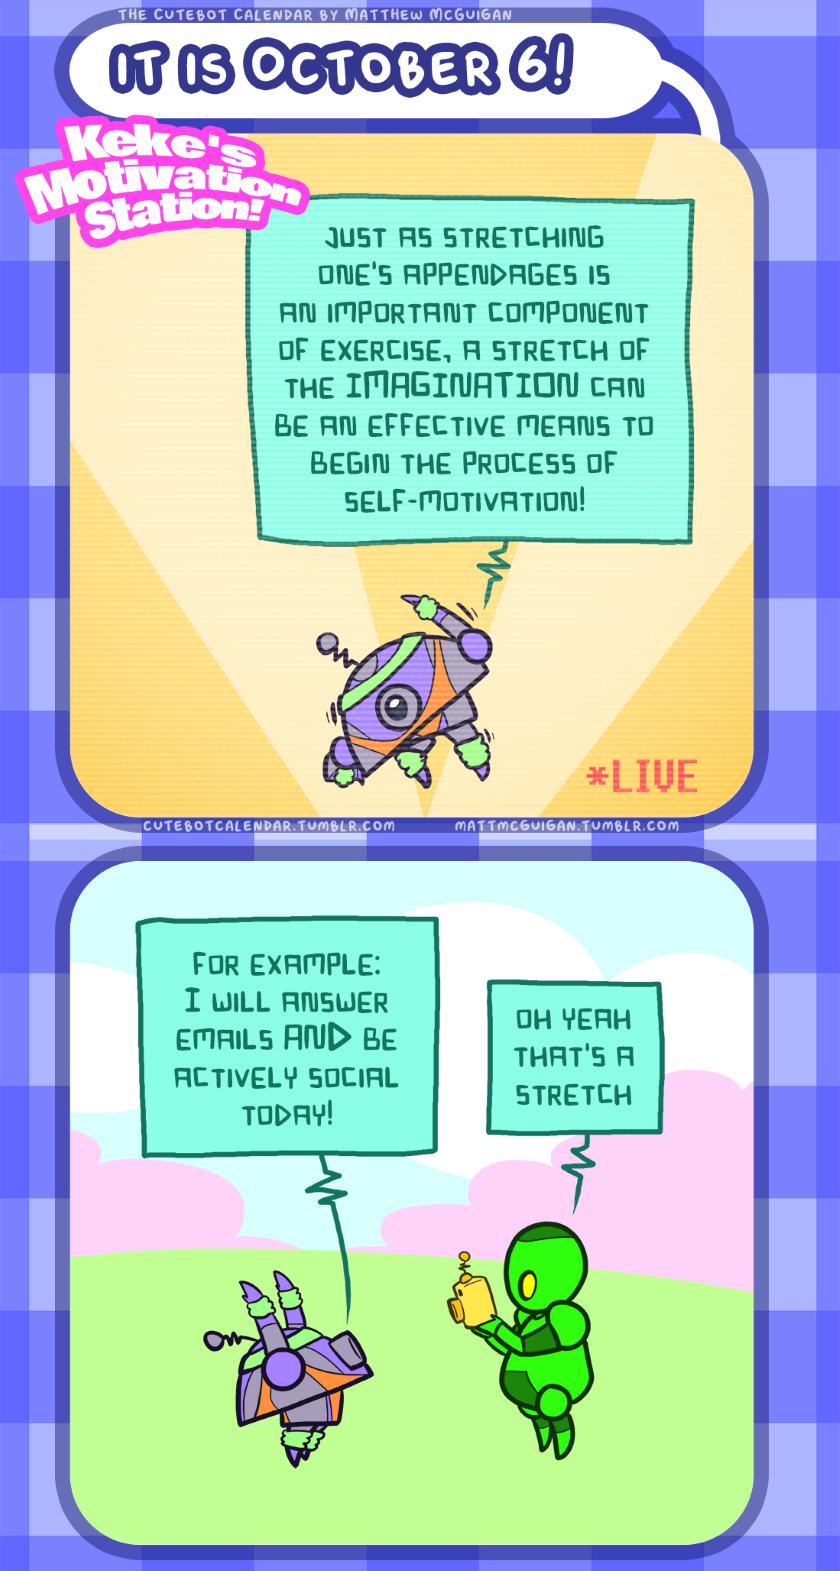 THE CUTEBOT CALENDAR BY MATTHEW MCGUIGAN
IT IS OCTOBER 6!
Keke's
Motivation
Station!
JUST AS STRETCHING
ONE'S APPENDAGES IS
AN IMPORTANT COMPONENT
OF EXERCISE, A STRETCH OF
THE IMAGINATION CAN
BE AN EFFECTIVE MEANS TO
BEGIN THE PROCESS OF
SELF-MOTIVATION!
*LIVE
CUTEBOTCALENDAR.TUMBLR.COM
MATTMCGUIGAN.TUMBLR.COM
FOR EXAMPLE:
I WILL ANSWER
EMAILS AND BE
ACTIVELY SOCIAL
TODAY!
OH YEAH
THAT'S A
STRETCH